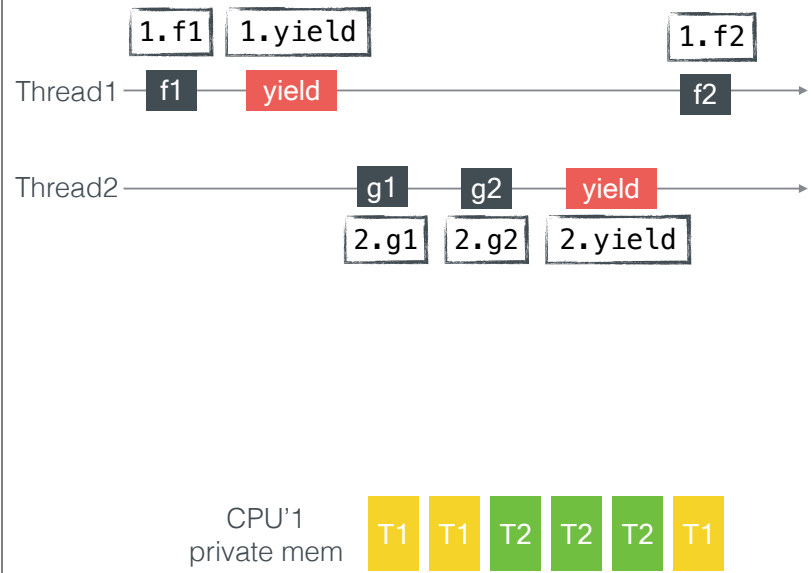 1.f1 1.yield 1.f2
Thread1 f1 yield f2
Thread2 g1 g2 yield
2.g1 2.g2 2.yield
CPU'1
private mem
T1 T1 T2 T2 T2 T1